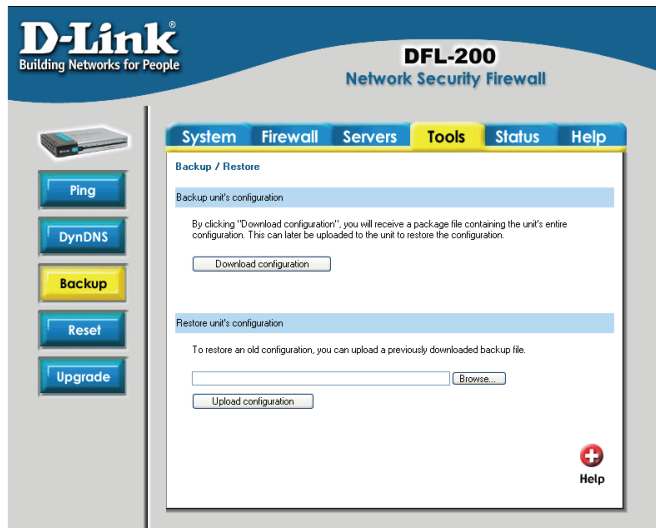 D-Link®
Building Networks for People
DFL-200
Network Security Firewall
System Firewall Servers Tools Status Help
Ping
DynDNS
Backup
Reset
Upgrade
Backup / Restore
Backup unit's configuration
By clicking "Download configuration", you will receive a package file containing the unit's entire
configuration. This can later be uploaded to the unit to restore the configuration.
Download configuration
Restore unit's configuration
To restore an old configuration, you can upload a previously downloaded backup file.
Browse...
Upload configuration
Help